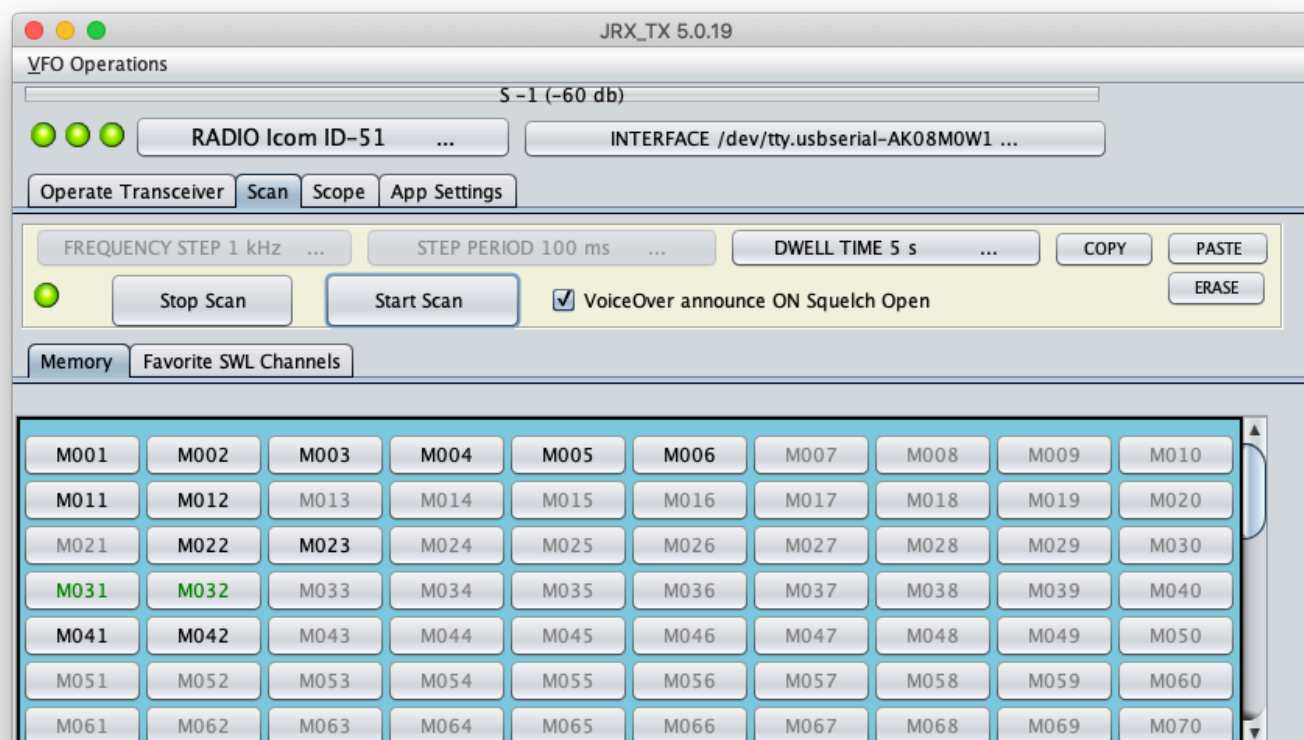 JRX_TX 5.0.19
VFO Operations
S -1 (-60 db)
RADIO Icom ID-51 ... INTERFACE /dev/tty.usbserial-AK08M0W1 ...
Operate Transceiver Scan Scope App Settings
FREQUENCY STEP 1 kHz ... STEP PERIOD 100 ms ... DWELL TIME 5 s ... COPY PASTE
Stop Scan Start Scan VoiceOver announce ON Squelch Open ERASE
Memory Favorite SWL Channels
M001 M002 M003 M004 M005 M006 M007 M008 M009 M010
M011 M012 M013 M014 M015 M016 M017 M018 M019 M020
M021 M022 M023 M024 M025 M026 M027 M028 M029 M030
M031 M032 M033 M034 M035 M036 M037 M038 M039 M040
M041 M042 M043 M044 M045 M046 M047 M048 M049 M050
M051 M052 M053 M054 M055 M056 M057 M058 M059 M060
M061 M062 M063 M064 M065 M066 M067 M068 M069 M070